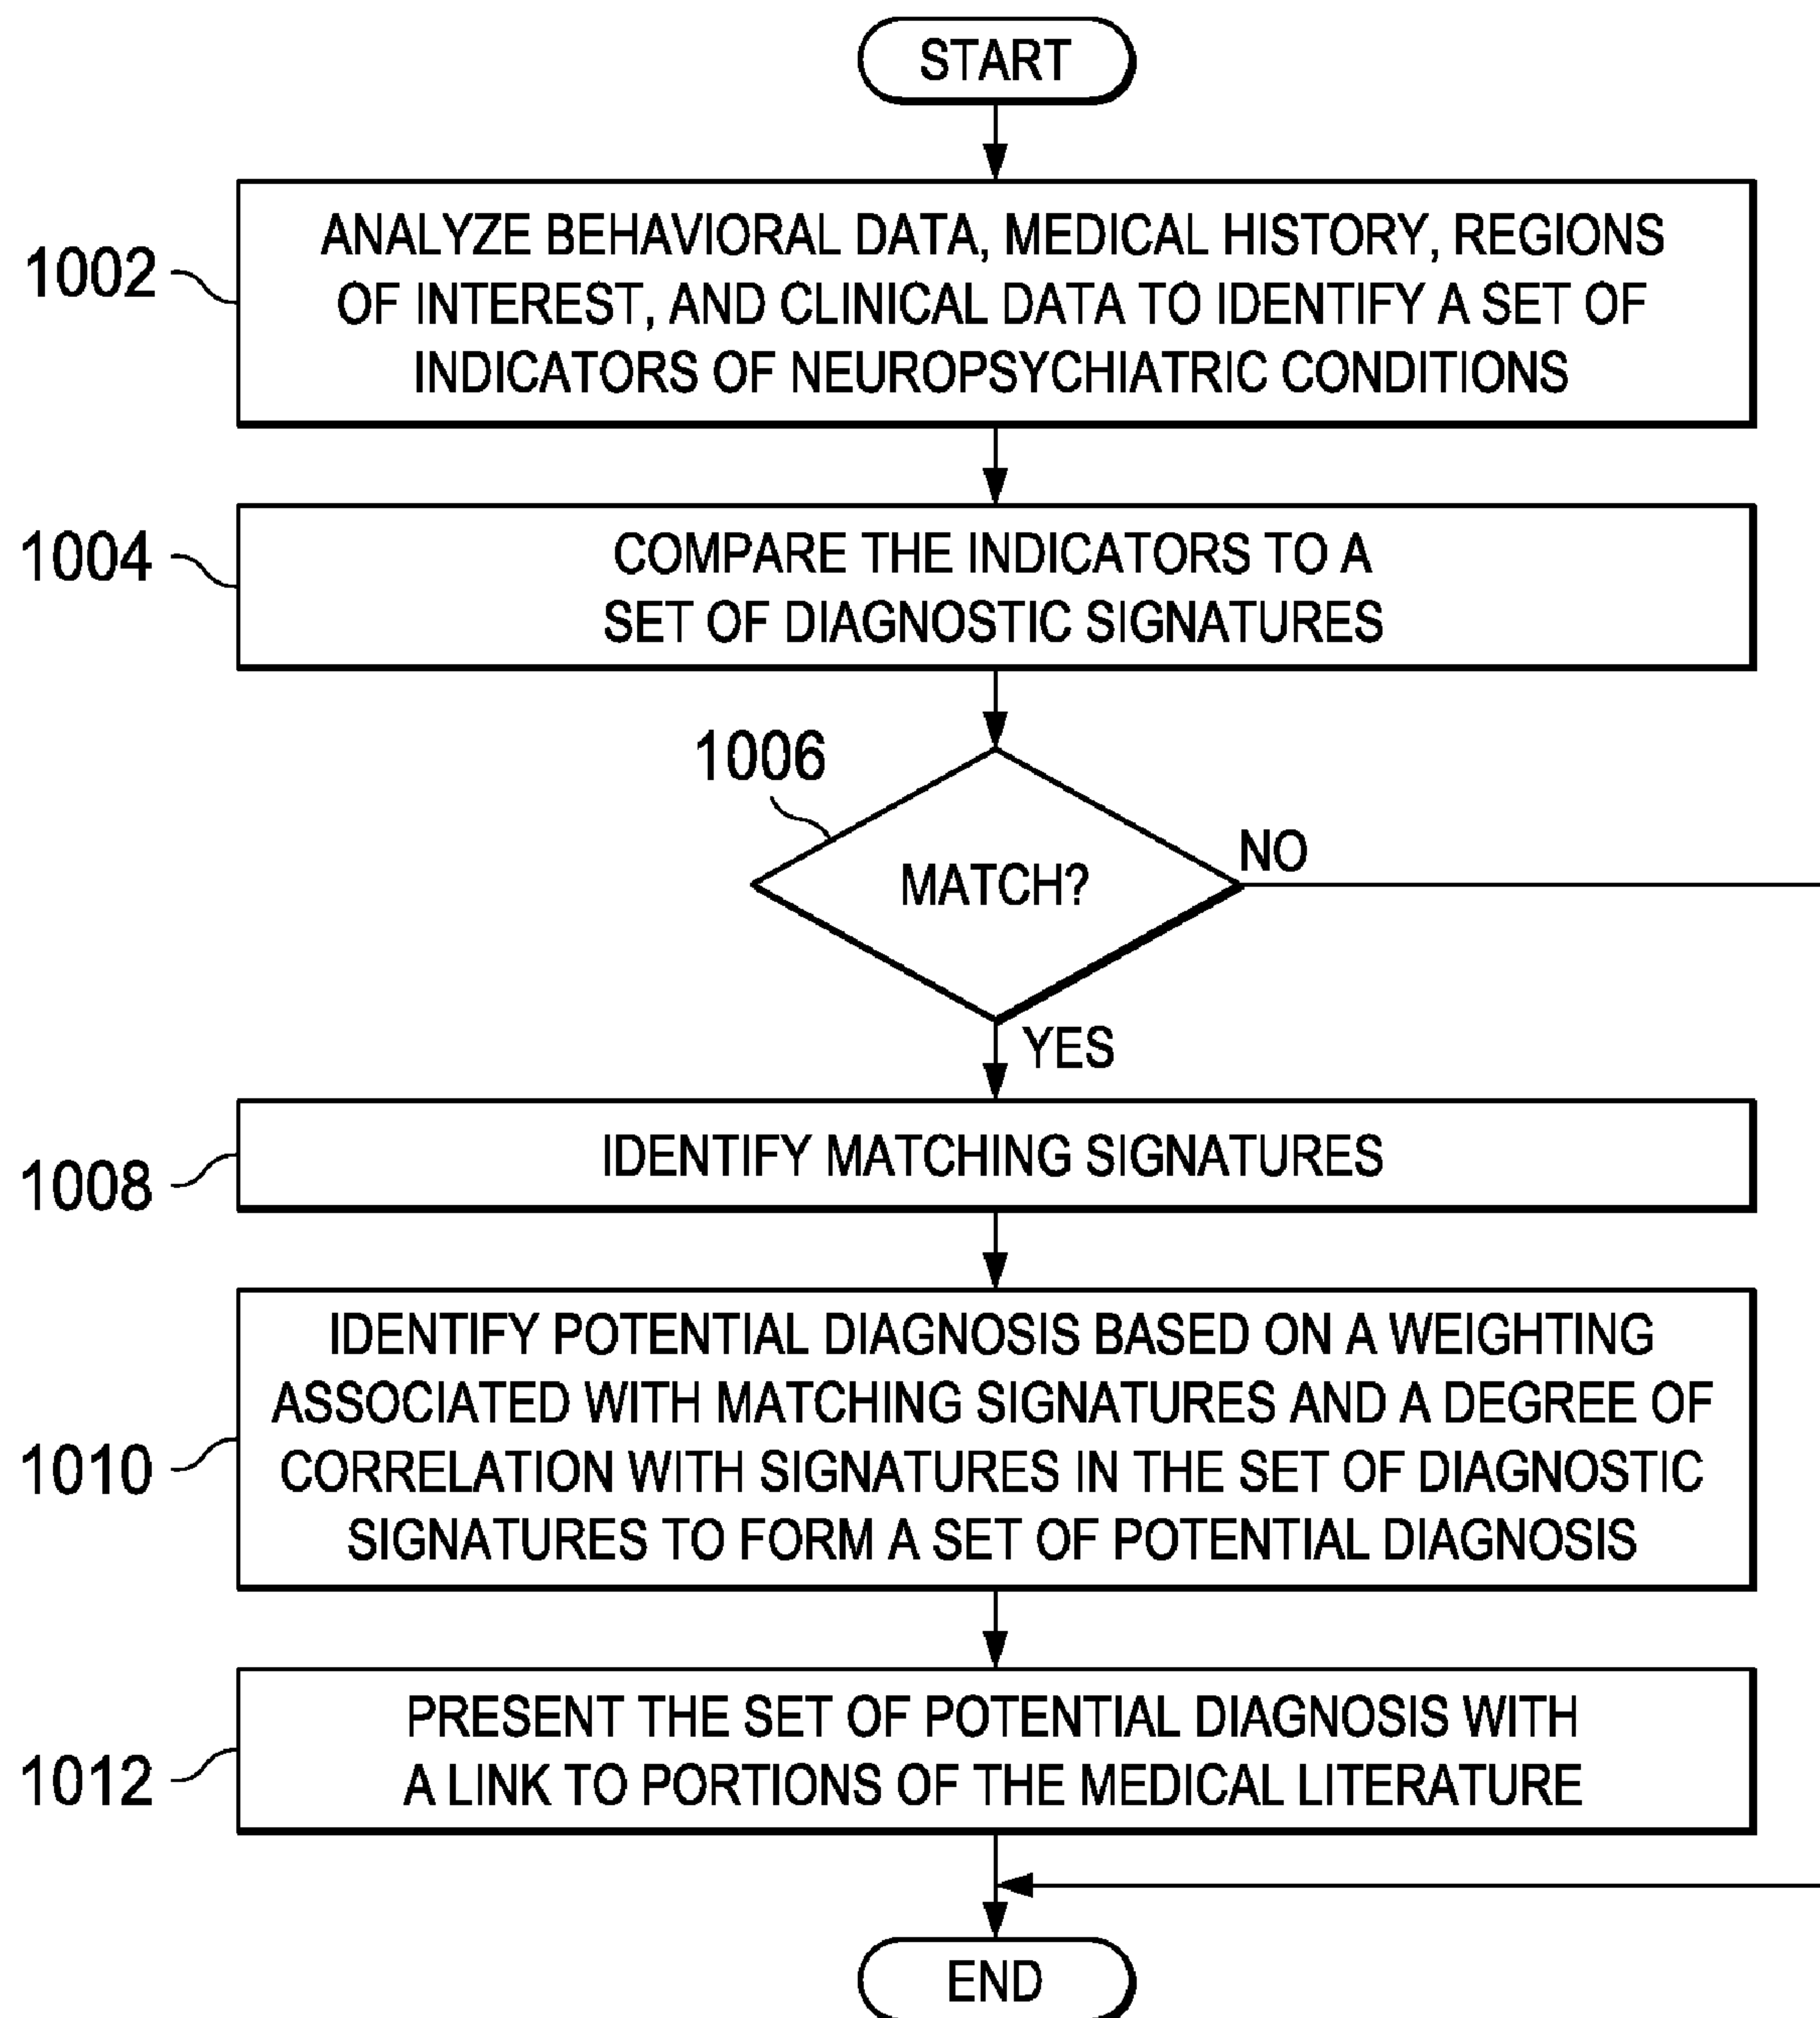 START
1002
ANALYZE BEHAVIORAL DATA, MEDICAL HISTORY, REGIONS
OF INTEREST, AND CLINICAL DATA TO IDENTIFY A SET OF
INDICATORS OF NEUROPSYCHIATRIC CONDITIONS
1004
COMPARE THE INDICATORS TO A
SET OF DIAGNOSTIC SIGNATURES
1006
MATCH?
NO
YES
1008
IDENTIFY MATCHING SIGNATURES
1010
IDENTIFY POTENTIAL DIAGNOSIS BASED ON A WEIGHTING
ASSOCIATED WITH MATCHING SIGNATURES AND A DEGREE OF
CORRELATION WITH SIGNATURES IN THE SET OF DIAGNOSTIC
SIGNATURES TO FORM A SET OF POTENTIAL DIAGNOSIS
1012
PRESENT THE SET OF POTENTIAL DIAGNOSIS WITH
A LINK TO PORTIONS OF THE MEDICAL LITERATURE
END